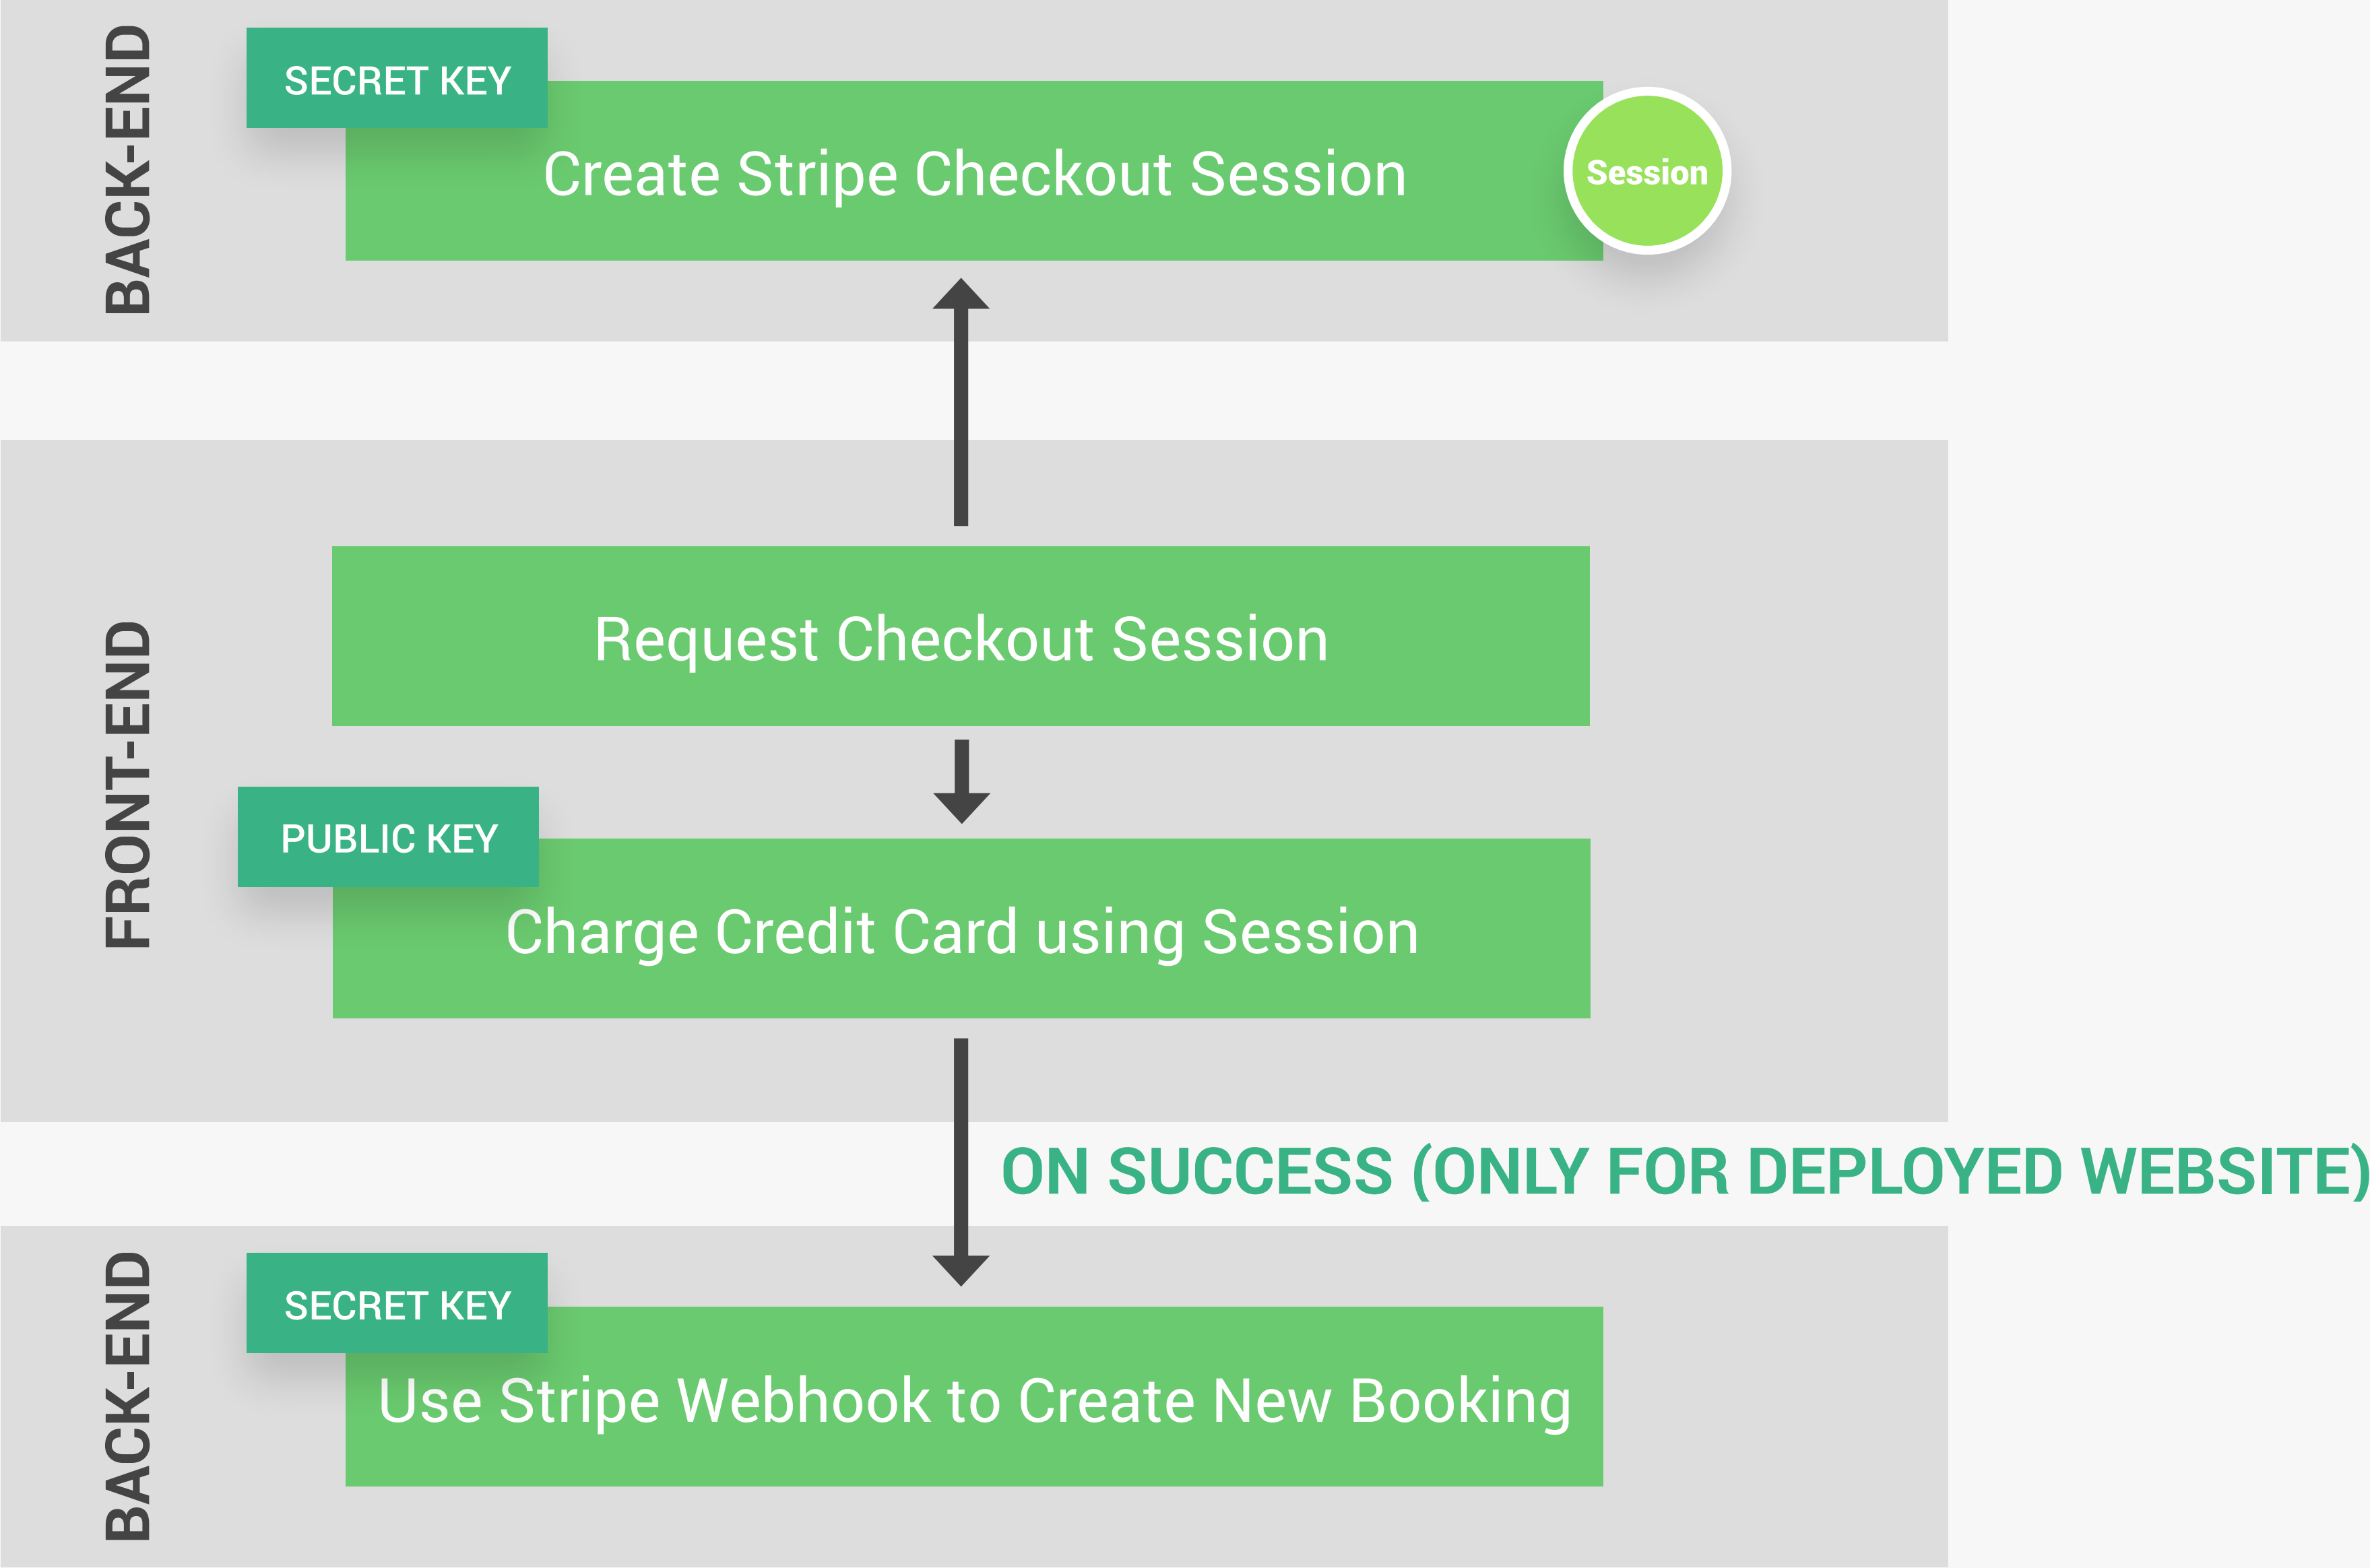 BACK-END
SECRET KEY
Create Stripe Checkout Session
Session
FRONT-END
Request Checkout Session
PUBLIC KEY
Charge Credit Card using Session
ON SUCCESS (ONLY FOR DEPLOYED WEBSITE)
BACK-END
SECRET KEY
Use Stripe Webhook to Create New Booking